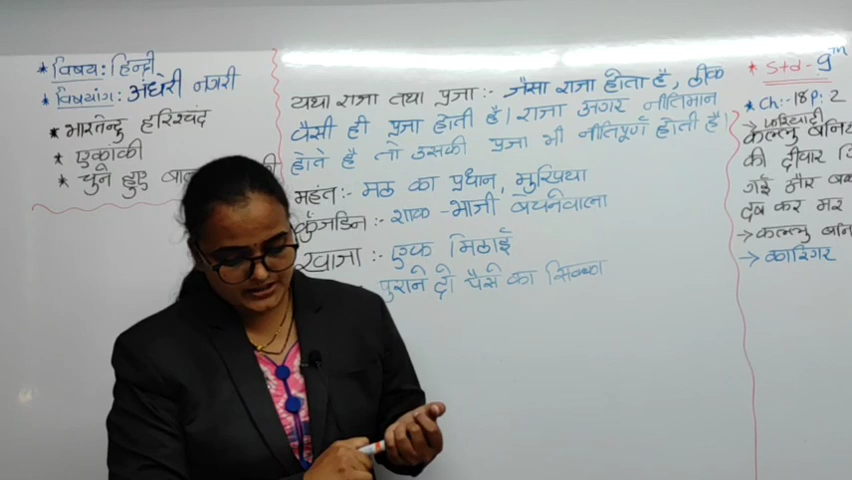 * विषय: हिन्दी
* विषयांग: अंधेरी नगरी
* भारतेन्दु हरिश्चंद
* एकांकी
* चुने हुए
यथा राजा तथा प्रजा :- जैसा राजा होता है, ठीक
वैसी ही प्रजा होती है। राजा अगर नीतिमान
होते है तो उसकी प्रजा भी नीतिपूर्ण होती है।
महंत :- मठ का प्रधान, मुखिया
कुँजडिन :- शाक-भाजी बेचनेवाला
खाजा :- एक मिठाई
पुराने दो पैसे का सिक्का
* Std - 9th
* Ch:-18 P:2
→ फरियादी
कल्लु बनि
की दीवार
गई और बक
दब कर मर
→ कल्लु बनि
→ कारिगर